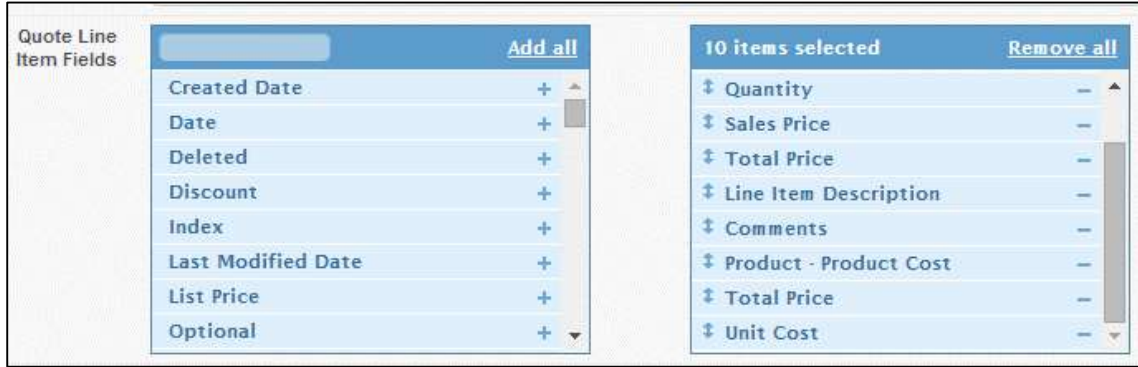 Quote Line
Item Fields
Add all
Created Date
Date
Deleted
Discount
Index
Last Modified Date
List Price
Optional
10 items selected
Remove all
Quantity
Sales Price
Total Price
Line Item Description
Comments
Product - Product Cost
Total Price
Unit Cost